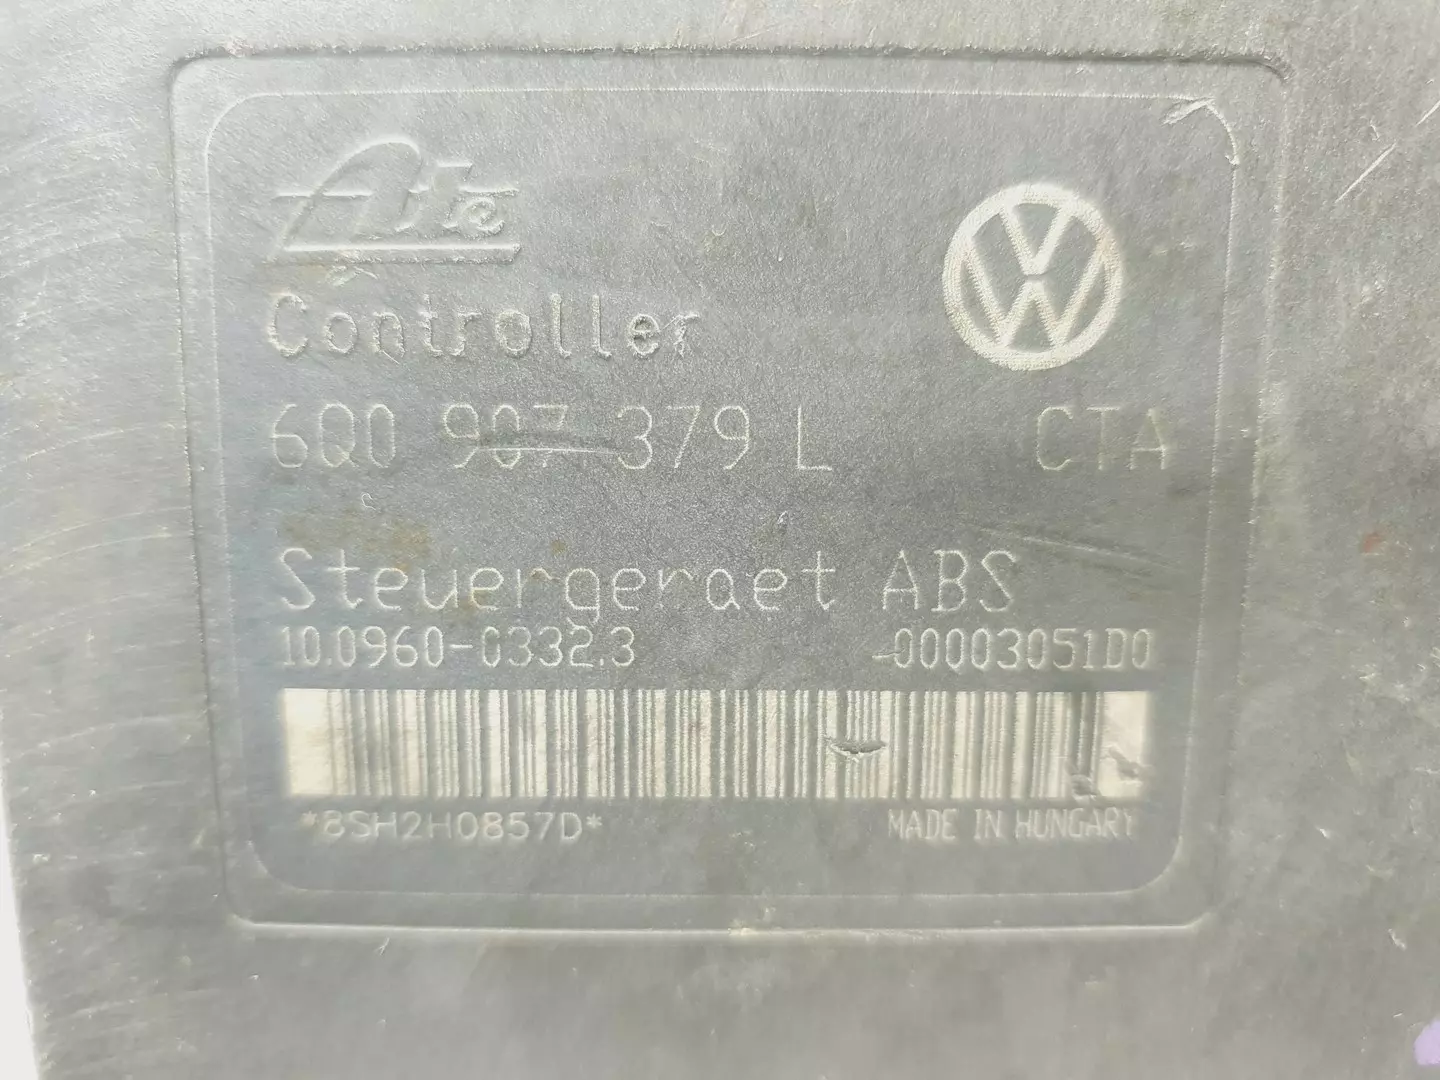 Ate
Controller
6Q0 907 379 L CTA
Steuergeraet ABS
10.0960-0332.3 -00003051D0
*8SH2H0857D* MADE IN HUNGARY